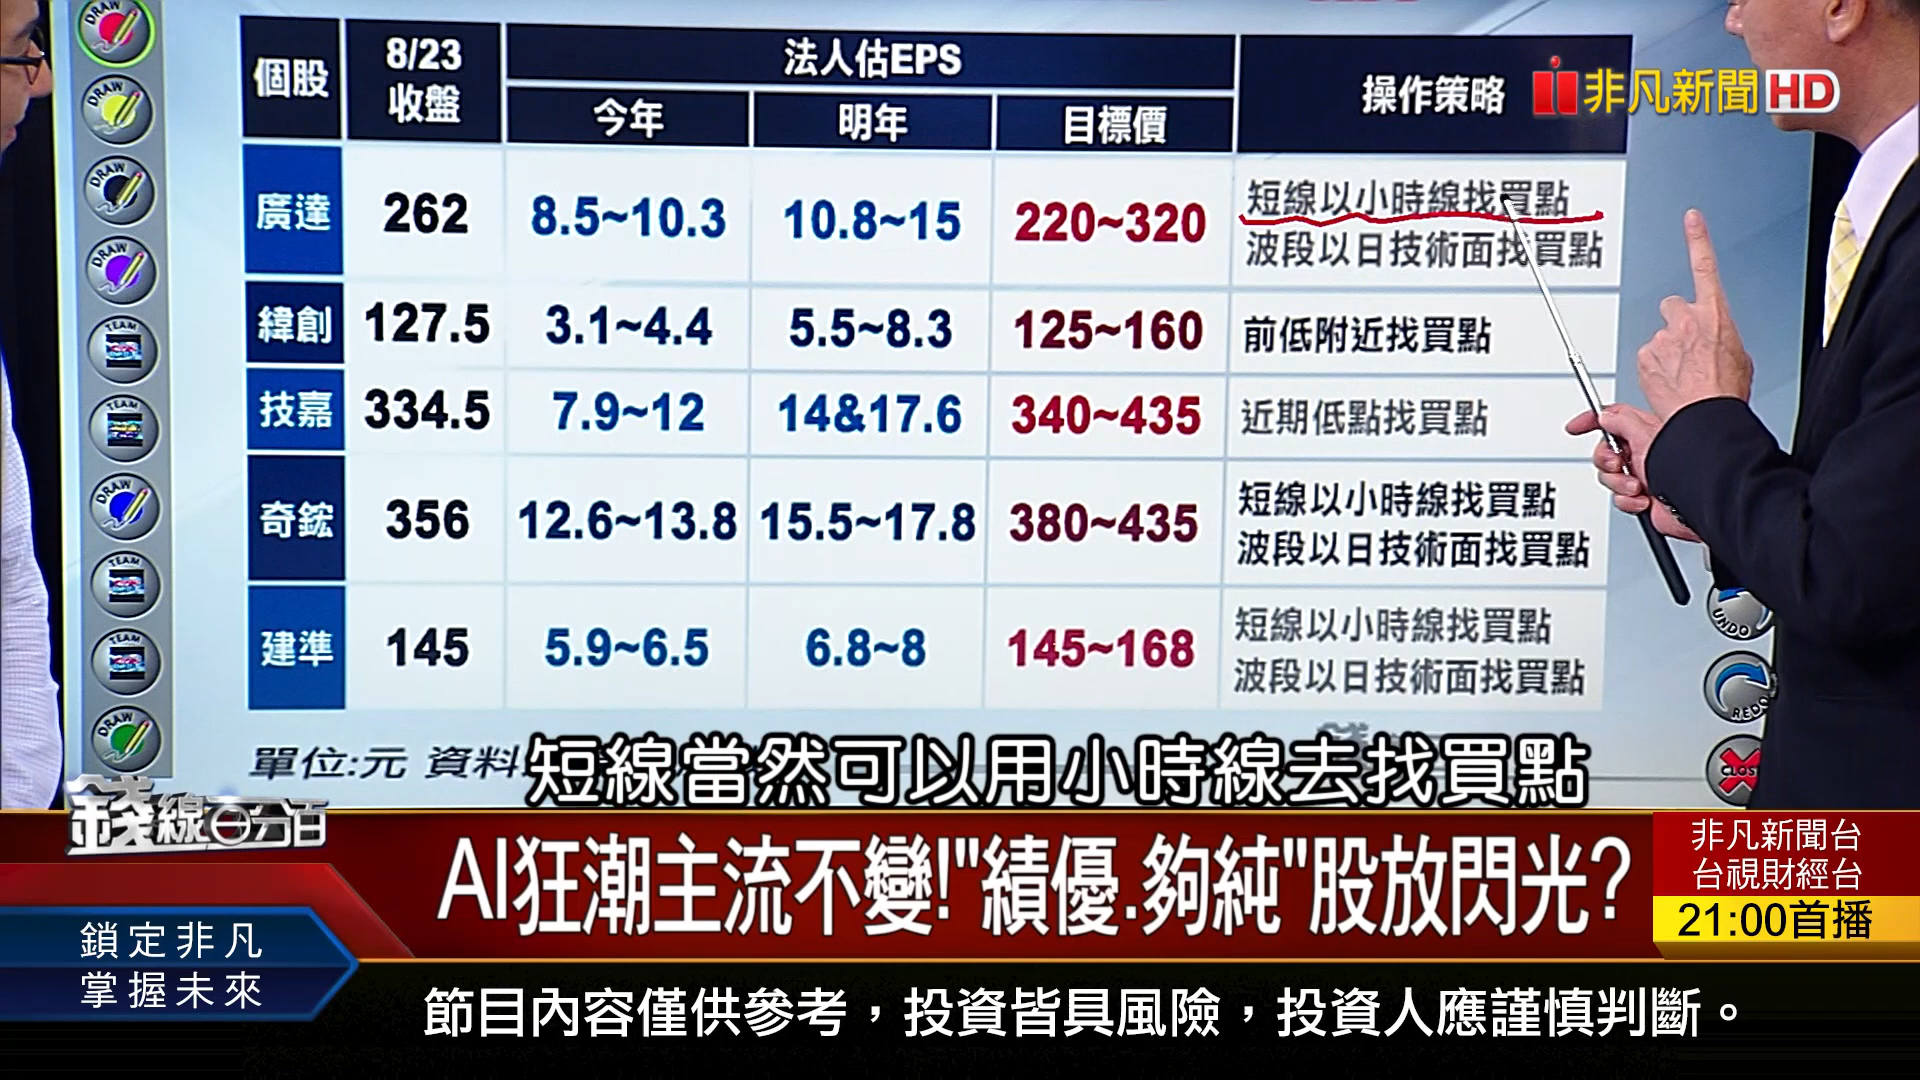 個股
8/23
收盤
法人估EPS
今年
明年
目標價
操作策略
非凡新聞HD
廣達
262
8.5~10.3
10.8~15
220~320
短線以小時線找買點
波段以日技術面找買點
緯創
127.5
3.1~4.4
5.5~8.3
125~160
前低附近找買點
技嘉
334.5
7.9~12
14&17.6
340~435
近期低點找買點
奇鋐
356
12.6~13.8
15.5~17.8
380~435
短線以小時線找買點
波段以日技術面找買點
建準
145
5.9~6.5
6.8~8
145~168
短線以小時線找買點
波段以日技術面找買點
DRAW
DRAW
DRAW
DRAW
TEAM
TEAM
DRAW
TEAM
TEAM
DRAW
UNDO
REDO
CLOS
單位:元 資料
短線當然可以用小時線去找買點
錢線百分百
AI狂潮主流不變!"績優.夠純"股放閃光?
非凡新聞台
台視財經台
21:00首播
鎖定非凡
掌握未來
節目內容僅供參考，投資皆具風險，投資人應謹慎判斷。